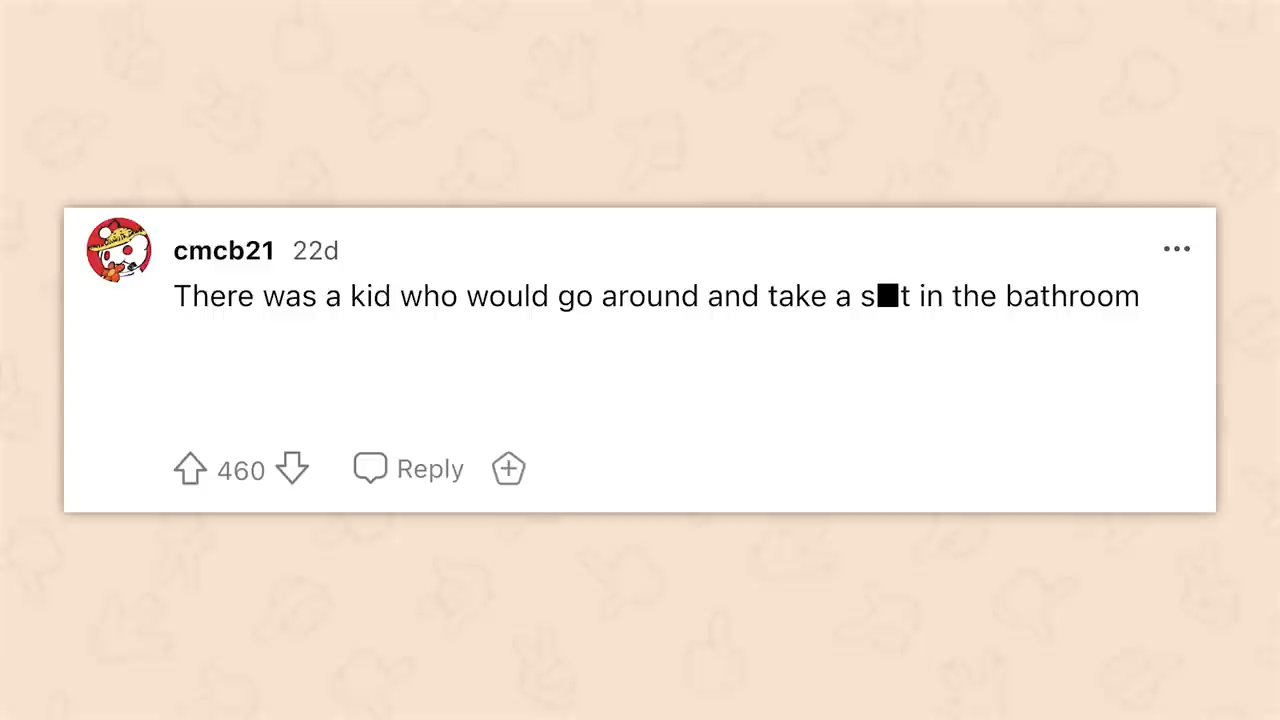 cmcb21 22d
There was a kid who would go around and take a s■t in the bathroom
460 Reply